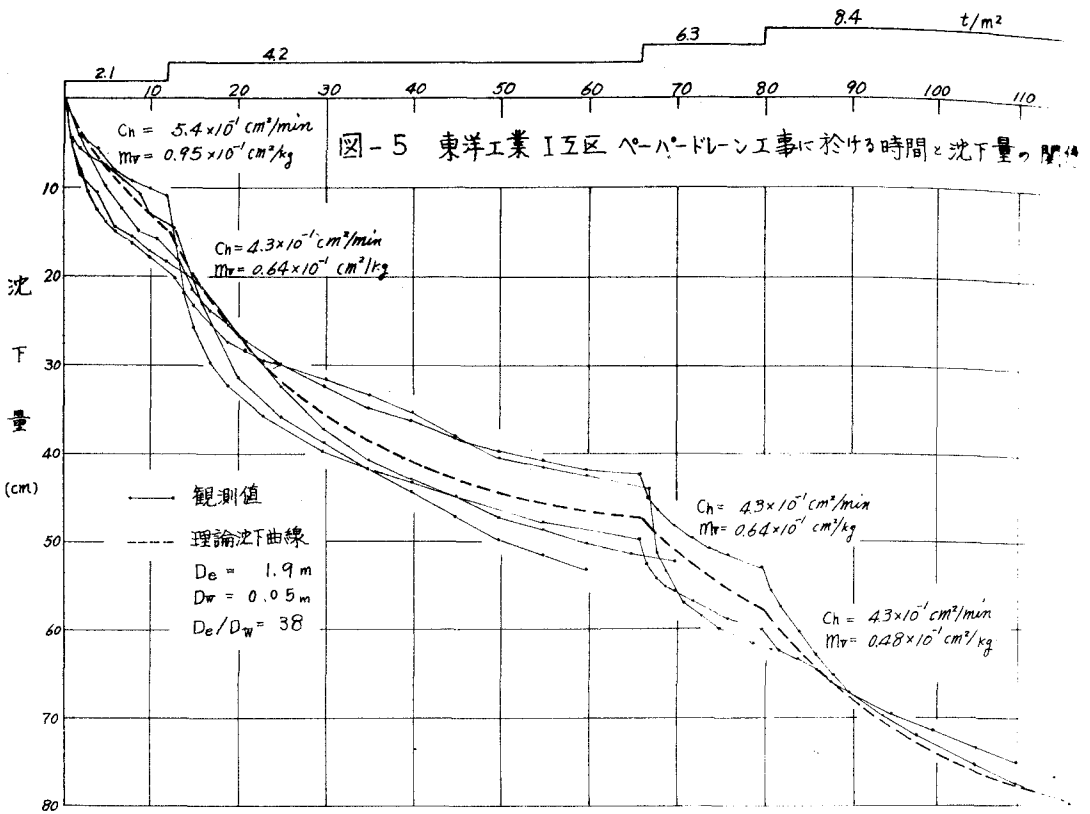 8.4 t/m²
6.3
4.2
2.1
10 20 30 40 50 60 70 80 90 100 110
Ch = 5.4×10⁻¹ cm²/min
mv = 0.95×10⁻¹ cm²/kg
図-5 東洋工業 I工区 ペーパードレーン工事に於ける時間と沈下量の関係
10
Ch = 4.3×10⁻¹ cm²/min
mv = 0.64×10⁻¹ cm²/kg
20
沈下量
(cm)
30
40
観測値
理論沈下曲線
De = 1.9 m
Dw = 0.05 m
De/Dw = 38
Ch = 4.3×10⁻¹ cm²/min
mv = 0.64×10⁻¹ cm²/kg
50
Ch = 4.3×10⁻¹ cm²/min
mv = 0.48×10⁻¹ cm²/kg
60
70
80